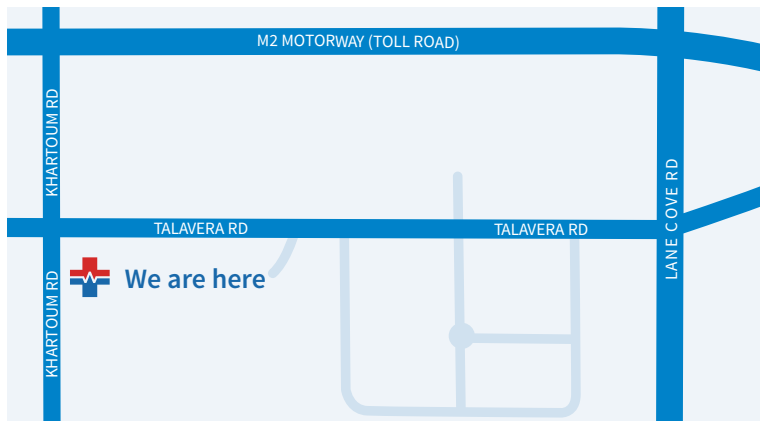 M2 MOTORWAY (TOLL ROAD)
KHARTOUM RD
LANE COVE RD
TALAVERA RD
TALAVERA RD
We are here
KHARTOUM RD